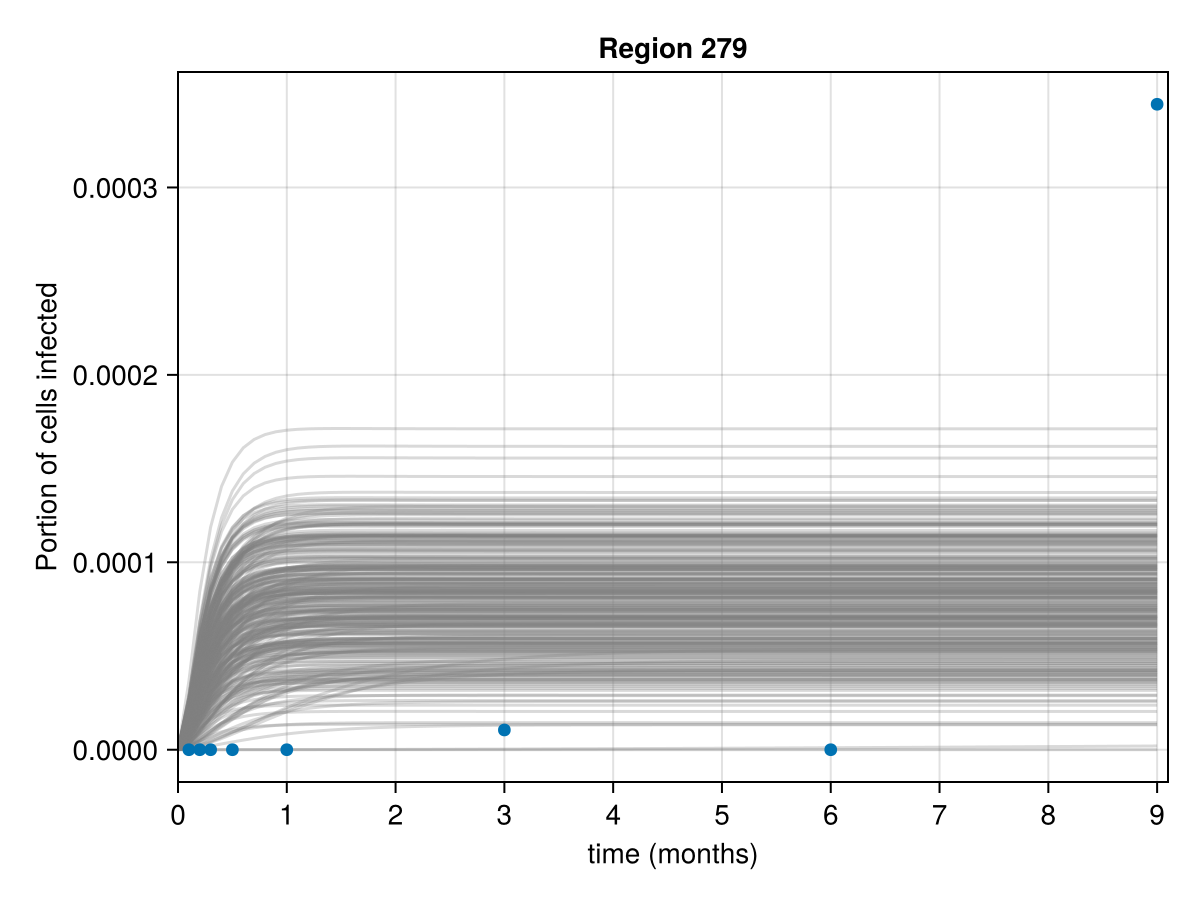 Region 279
Portion of cells infected
0.0003
0.0002
0.0001
0.0000
0 1 2 3 4 5 6 7 8 9
time (months)